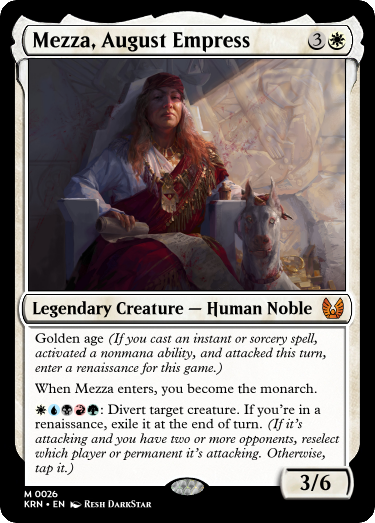 Mezza, August Empress 3
Legendary Creature — Human Noble
Golden age (If you cast an instant or sorcery spell,
activated a nonmana ability, and attacked this turn,
enter a renaissance for this game.)
When Mezza enters, you become the monarch.
: Divert target creature. If you're in a
renaissance, exile it at the end of turn. (If it's
attacking and you have two or more opponents, reselect
which player or permanent it's attacking. Otherwise,
tap it.)
3/6
M 0026
KRN • EN Resh DarkStar